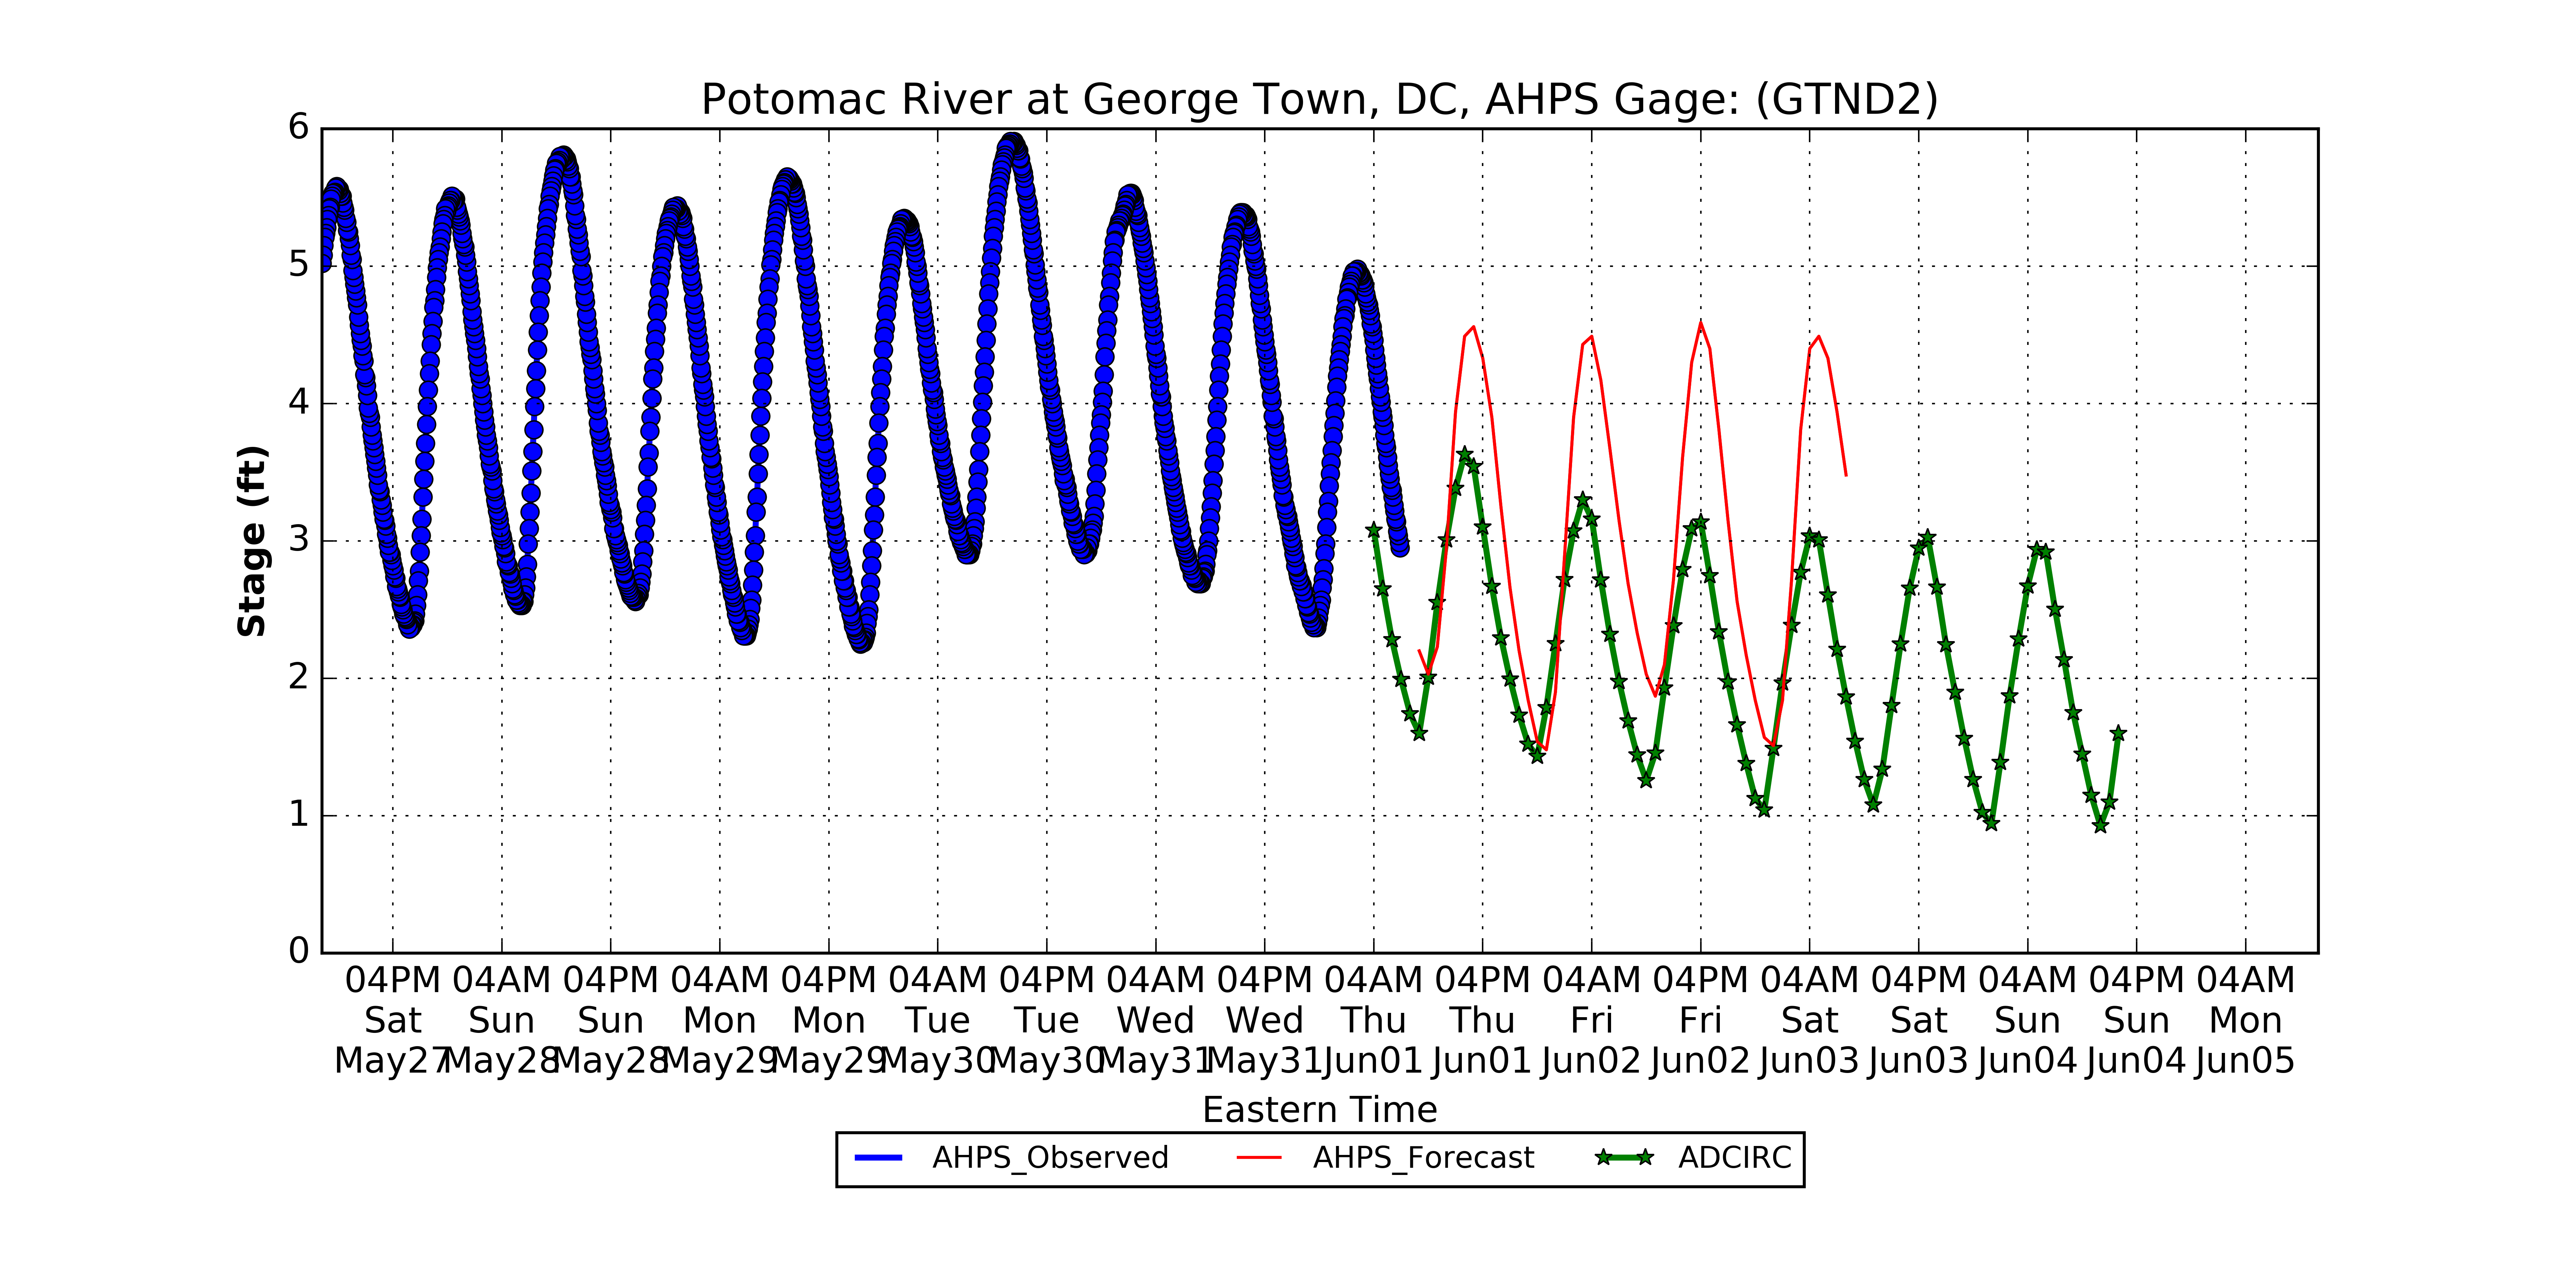 Potomac River at George Town, DC, AHPS Gage: (GTND2)
6
5
4
3
2
1
0
Stage (ft)
04PM 04AM 04PM 04AM 04PM 04AM 04PM 04AM 04PM 04AM 04PM 04AM 04PM 04AM 04PM 04AM 04PM 04AM
Sat Sun Sun Mon Mon Tue Tue Wed Wed Thu Thu Fri Fri Sat Sat Sun Sun Mon
May27 May28 May28 May29 May29 May30 May30 May31 May31 Jun01 Jun01 Jun02 Jun02 Jun03 Jun03 Jun04 Jun04 Jun05
Eastern Time
AHPS_Observed AHPS_Forecast ADCIRC